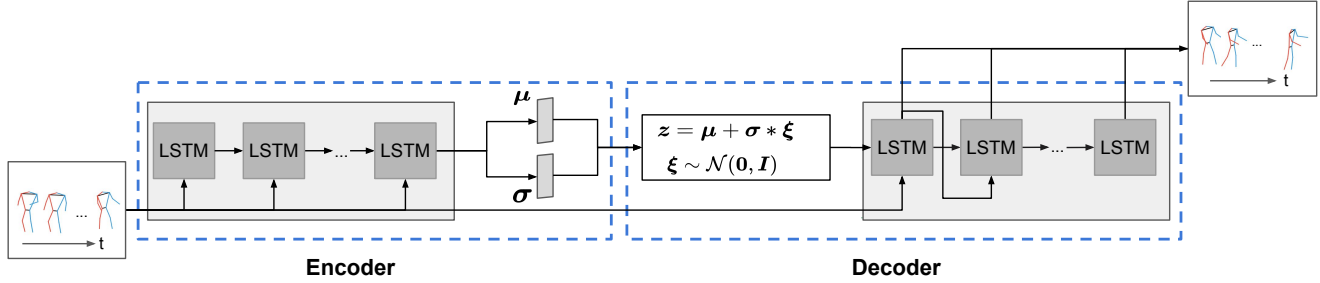 ... t
LSTM LSTM ... LSTM
μ
σ
Encoder
z = μ + σ * ξ
ξ ∼ N(0, I)
LSTM LSTM ... LSTM
Decoder
... t